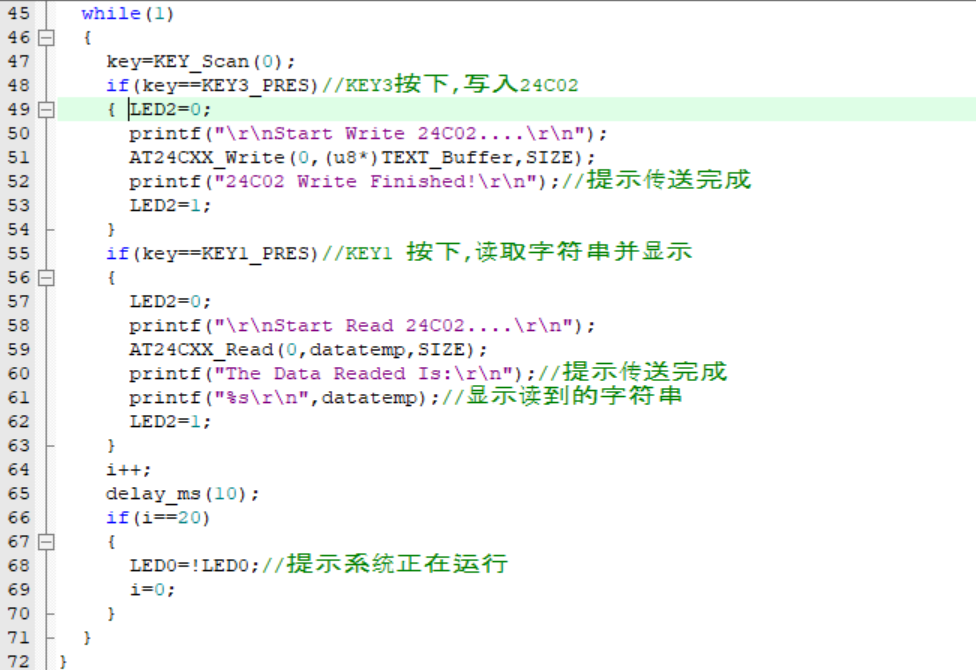 45 while(1)
46 {
47 key=KEY_Scan(0);
48 if(key==KEY3_PRES)//KEY3按下,写入24C02
49 { LED2=0;
50 printf("\r\nStart Write 24C02....\r\n");
51 AT24CXX_Write(0,(u8*)TEXT_Buffer,SIZE);
52 printf("24C02 Write Finished!\r\n");//提示传送完成
53 LED2=1;
54 }
55 if(key==KEY1_PRES)//KEY1 按下,读取字符串并显示
56 {
57 LED2=0;
58 printf("\r\nStart Read 24C02....\r\n");
59 AT24CXX_Read(0,datatemp,SIZE);
60 printf("The Data Readed Is:\r\n");//提示传送完成
61 printf("%s\r\n",datatemp);//显示读到的字符串
62 LED2=1;
63 }
64 i++;
65 delay_ms(10);
66 if(i==20)
67 {
68 LED0=!LED0;//提示系统正在运行
69 i=0;
70 }
71 }
72 }